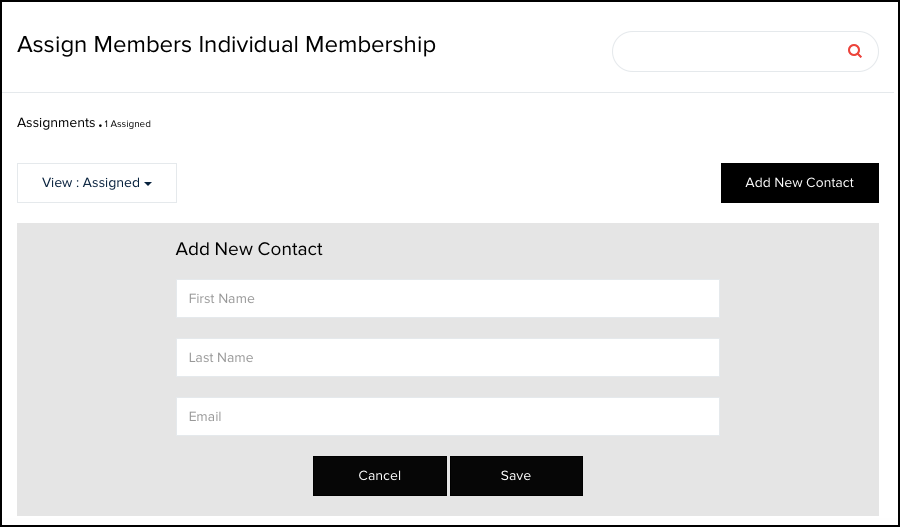 Assign Members Individual Membership
Assignments • 1 Assigned
View : Assigned
Add New Contact
Add New Contact
First Name
Last Name
Email
Cancel
Save